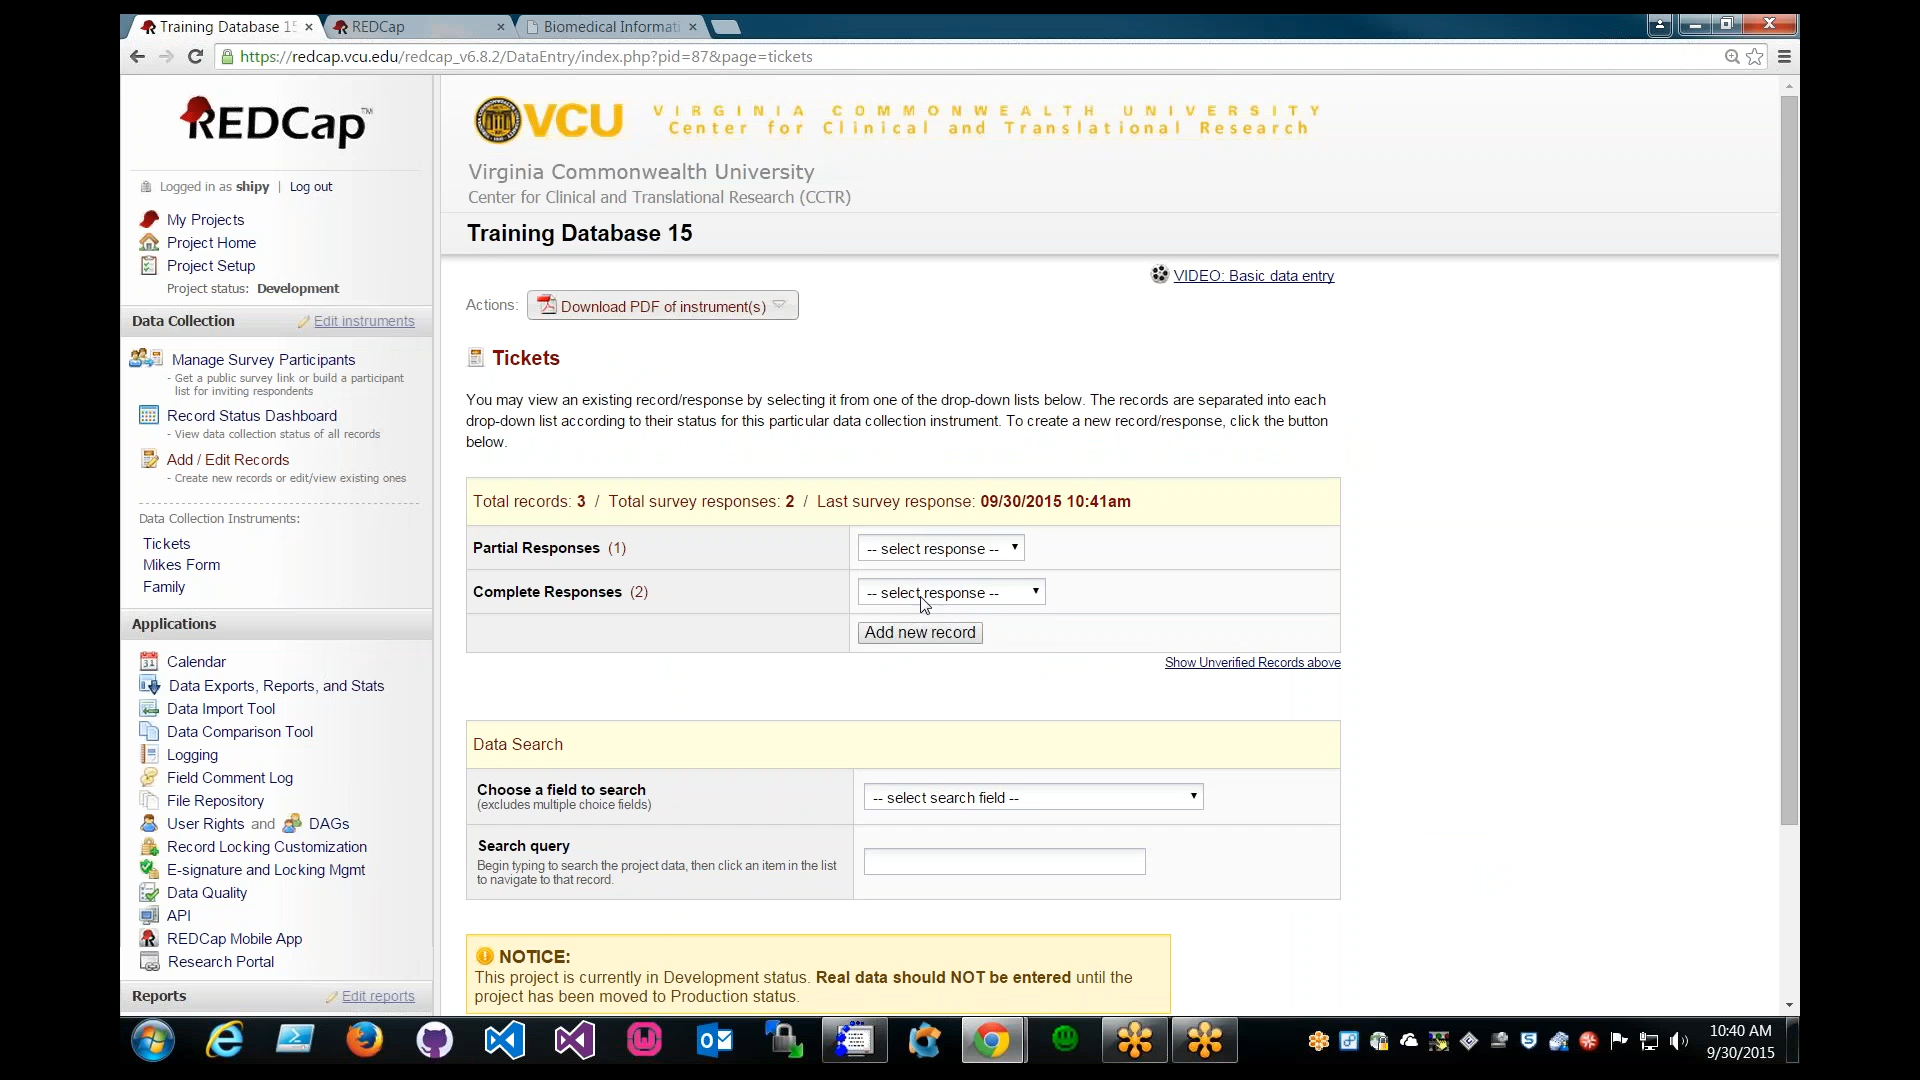 Training Database 15
REDCap
Biomedical Informati
https://redcap.vcu.edu/redcap_v6.8.2/DataEntry/index.php?pid=87&page=tickets
REDCap™
Logged in as shipy | Log out
My Projects
Project Home
Project Setup
Project status: Development
Data Collection
Edit instruments
Manage Survey Participants
- Get a public survey link or build a participant
list for inviting respondents
Record Status Dashboard
- View data collection status of all records
Add / Edit Records
- Create new records or edit/view existing ones
Data Collection Instruments:
Tickets
Mikes Form
Family
Applications
Calendar
Data Exports, Reports, and Stats
Data Import Tool
Data Comparison Tool
Logging
Field Comment Log
File Repository
User Rights and DAGs
Record Locking Customization
E-signature and Locking Mgmt
Data Quality
API
REDCap Mobile App
Research Portal
Reports
Edit reports
VCU
VIRGINIA COMMONWEALTH UNIVERSITY
Center for Clinical and Translational Research
Virginia Commonwealth University
Center for Clinical and Translational Research (CCTR)
Training Database 15
VIDEO: Basic data entry
Actions: Download PDF of instrument(s)
Tickets
You may view an existing record/response by selecting it from one of the drop-down lists below. The records are separated into each
drop-down list according to their status for this particular data collection instrument. To create a new record/response, click the button
below.
Total records: 3 / Total survey responses: 2 / Last survey response: 09/30/2015 10:41am
Partial Responses (1)
-- select response --
Complete Responses (2)
-- select response --
Add new record
Show Unverified Records above
Data Search
Choose a field to search
(excludes multiple choice fields)
-- select search field --
Search query
Begin typing to search the project data, then click an item in the list
to navigate to that record.
NOTICE:
This project is currently in Development status. Real data should NOT be entered until the
project has been moved to Production status.
10:40 AM
9/30/2015